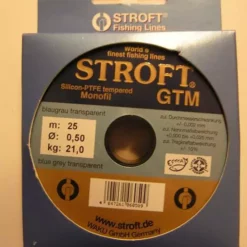 STROFT®
Fishing Lines
World's
finest fishing lines
STROFT®
GTM
Silicon-PTFE tempered
Monofil
blaugrau transparent
m: 25
Ø: 0,50
kg: 21,0
blue grey transparent
www.stroft.de
WAKU GmbH Germany